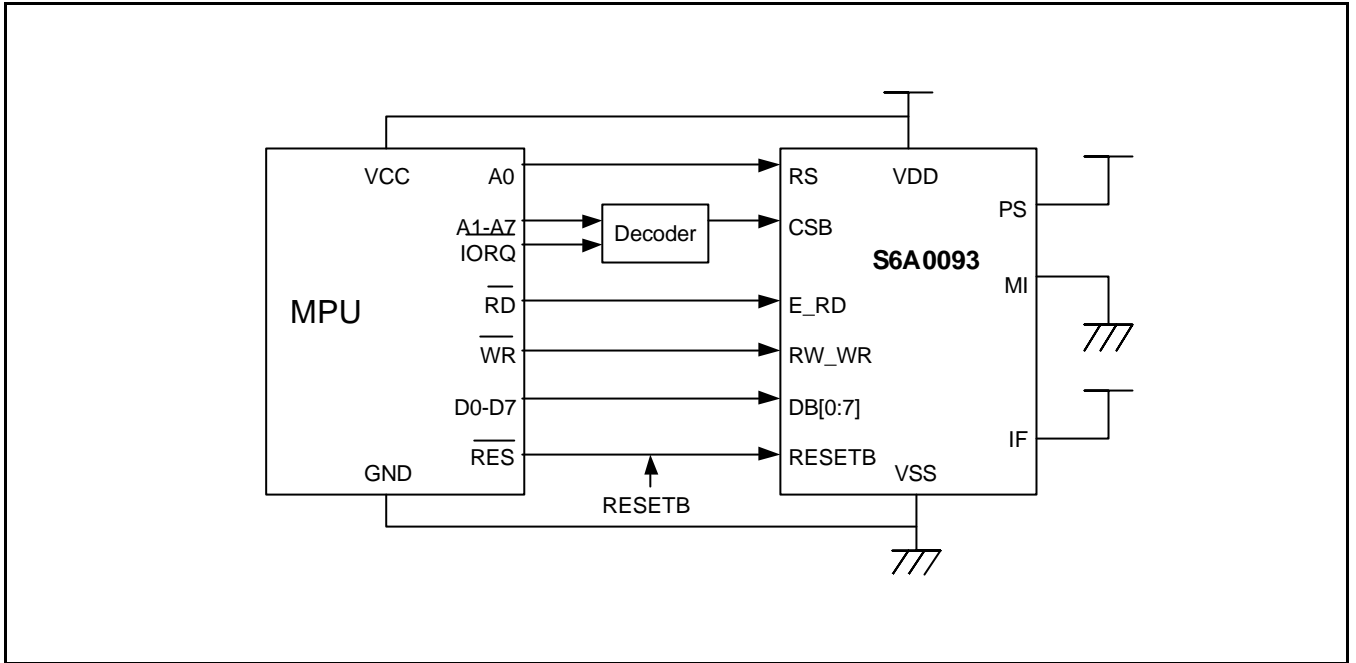 VCC
A0
A1-A7
IORQ
MPU
RD
WR
D0-D7
RES
GND
Decoder
RESETB
RS
VDD
CSB
PS
S6A0093
MI
E_RD
RW_WR
DB[0:7]
IF
RESETB
VSS